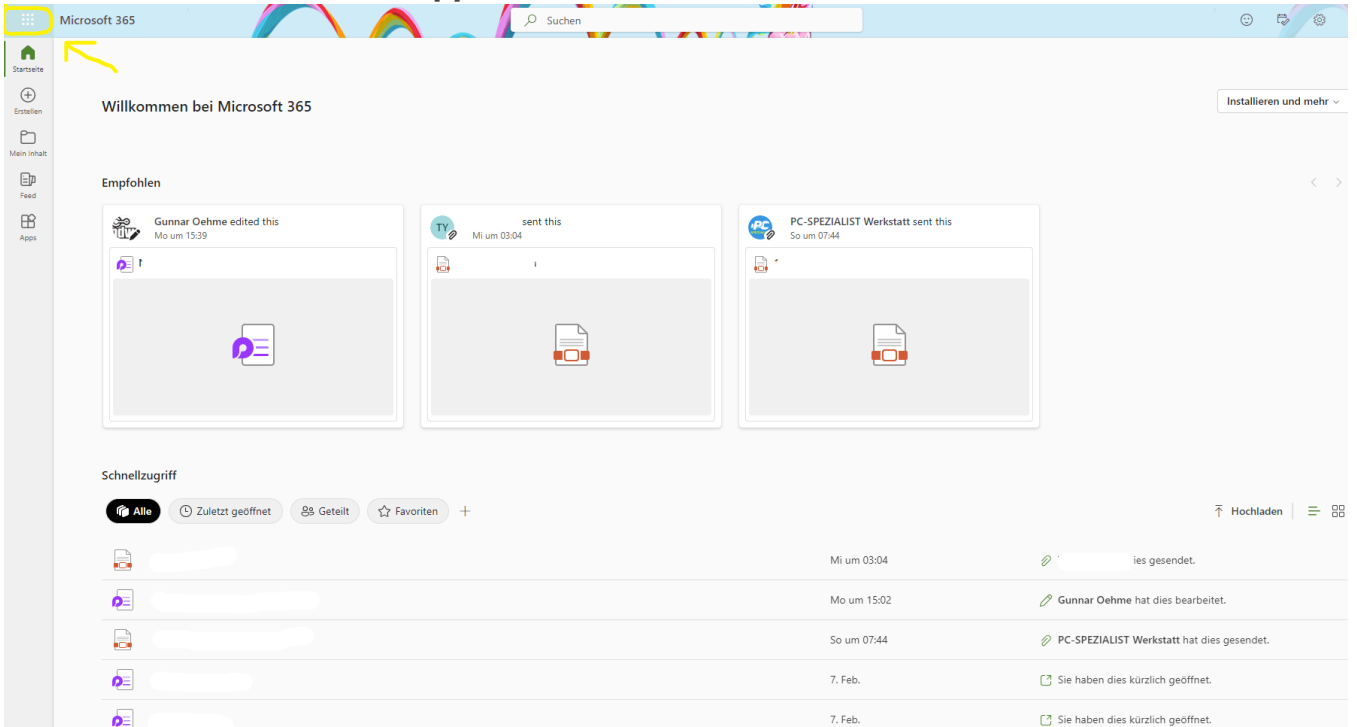 Microsoft 365
Suchen
Startseite
Erstellen
Mein Inhalt
Feed
Apps
Willkommen bei Microsoft 365
Installieren und mehr
Empfohlen
Gunnar Oehme edited this
Mo um 15:39
TY
sent this
Mi um 03:04
PC
PC-SPEZIALIST Werkstatt sent this
So um 07:44
Schnellzugriff
Alle
Zuletzt geöffnet
Geteilt
Favoriten
Hochladen
Mi um 03:04
ies gesendet.
Mo um 15:02
Gunnar Oehme hat dies bearbeitet.
So um 07:44
PC-SPEZIALIST Werkstatt hat dies gesendet.
7. Feb.
Sie haben dies kürzlich geöffnet.
7. Feb.
Sie haben dies kürzlich geöffnet.